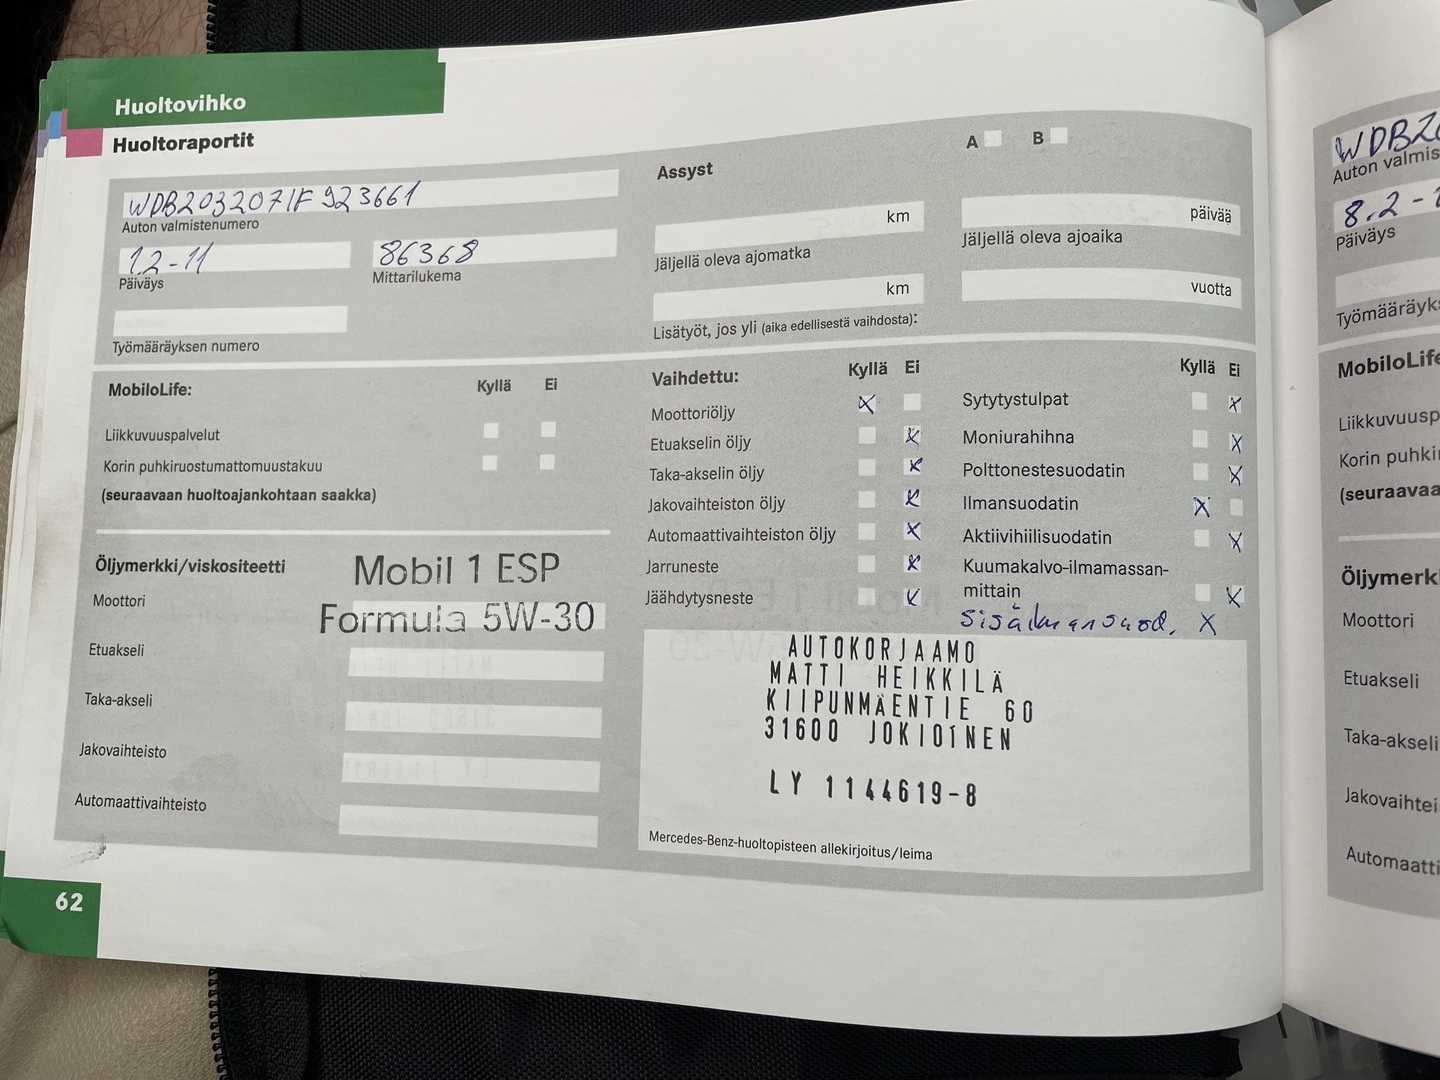 Huoltovihko
Huoltoraportit
WDB2032071F923661
Auton valmistenumero
12-11
Päiväys
86368
Mittarilukema
Työmääräyksen numero
Assyst
A
B
km
Jäljellä oleva ajomatka
päivää
Jäljellä oleva ajoaika
km
Lisätyöt, jos yli (aika edellisestä vaihdosta):
vuotta
MobiloLife:
Kyllä Ei
Liikkuvuuspalvelut
Korin puhkiruostumattomuustakuu
(seuraavaan huoltoajankohtaan saakka)
Öljymerkki/viskositeetti
Mobil 1 ESP
Moottori
Formula 5W-30
Etuakseli
Taka-akseli
Jakovaihteisto
Automaattivaihteisto
Vaihdettu:
Kyllä Ei
Moottoriöljy X
Etuakselin öljy X
Taka-akselin öljy X
Jakovaihteiston öljy X
Automaattivaihteiston öljy X
Jarruneste X
Jäähdytysneste X
Kyllä Ei
Sytytystulpat X
Moniurahihna X
Polttonestesuodatin X
Ilmansuodatin X
Aktiivihiilisuodatin X
Kuumakalvo-ilmamassan-
mittain X
sisäilmansuod. X
AUTOKORJAAMO
MATTI HEIKKILÄ
KIIPUNMÄENTIE 60
31600 JOKIOINEN
LY 1144619-8
Mercedes-Benz-huoltopisteen allekirjoitus/leima
62
WDB2
Auton valmis
8.2-
Päiväys
Työmääräyks
MobiloLife
Liikkuvuusp
Korin puhki
(seuraavaa
Öljymerk
Moottori
Etuakseli
Taka-akseli
Jakovaihtei
Automaatti